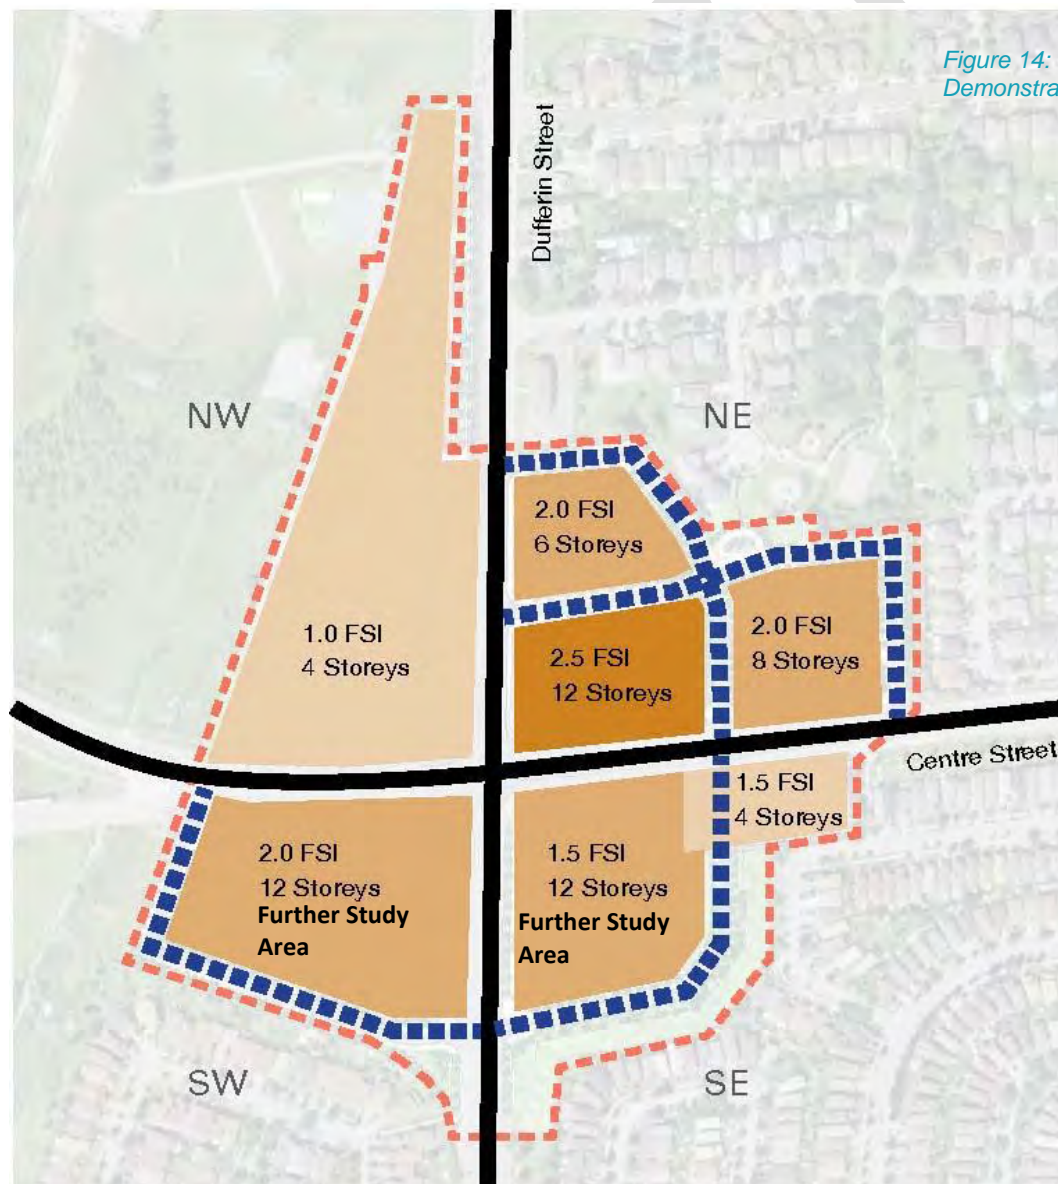 Figure 14:
Demonstra
Dufferin Street
NW
NE
2.0 FSI
6 Storeys
1.0 FSI
4 Storeys
2.5 FSI
12 Storeys
2.0 FSI
8 Storeys
Centre Street
1.5 FSI
4 Storeys
2.0 FSI
12 Storeys
Further Study
Area
1.5 FSI
12 Storeys
Further Study
Area
SW
SE